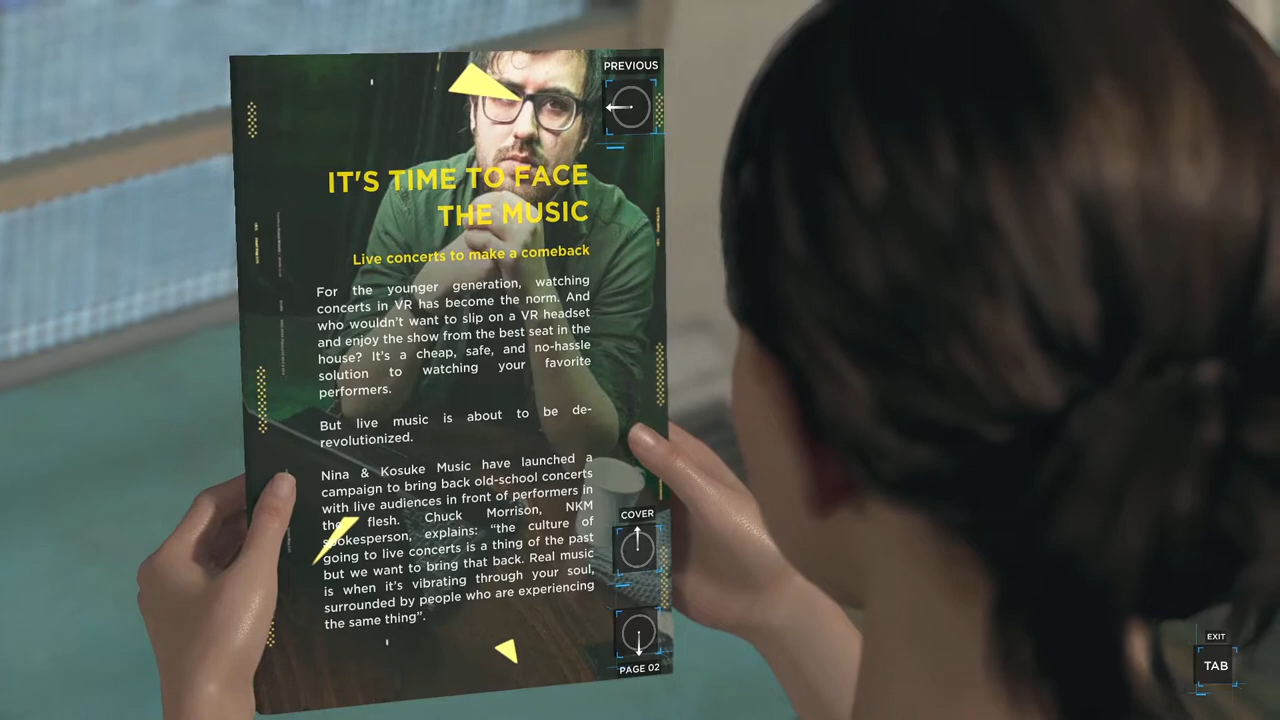 PREVIOUS
IT'S TIME TO FACE
THE MUSIC
Live concerts to make a comeback
For the younger generation, watching
concerts in VR has become the norm. And
who wouldn't want to slip on a VR headset
and enjoy the show from the best seat in the
house? It's a cheap, safe, and no-hassle
solution to watching your favorite
performers.
But live music is about to be de-
revolutionized.
Nina & Kosuke Music have launched a
campaign to bring back old-school concerts
with live audiences in front of performers in
the flesh. Chuck Morrison, NKM
spokesperson, explains: “the culture of
going to live concerts is a thing of the past
but we want to bring that back. Real music
is when it's vibrating through your soul,
surrounded by people who are experiencing
the same thing”.
COVER
PAGE 02
EXIT
TAB